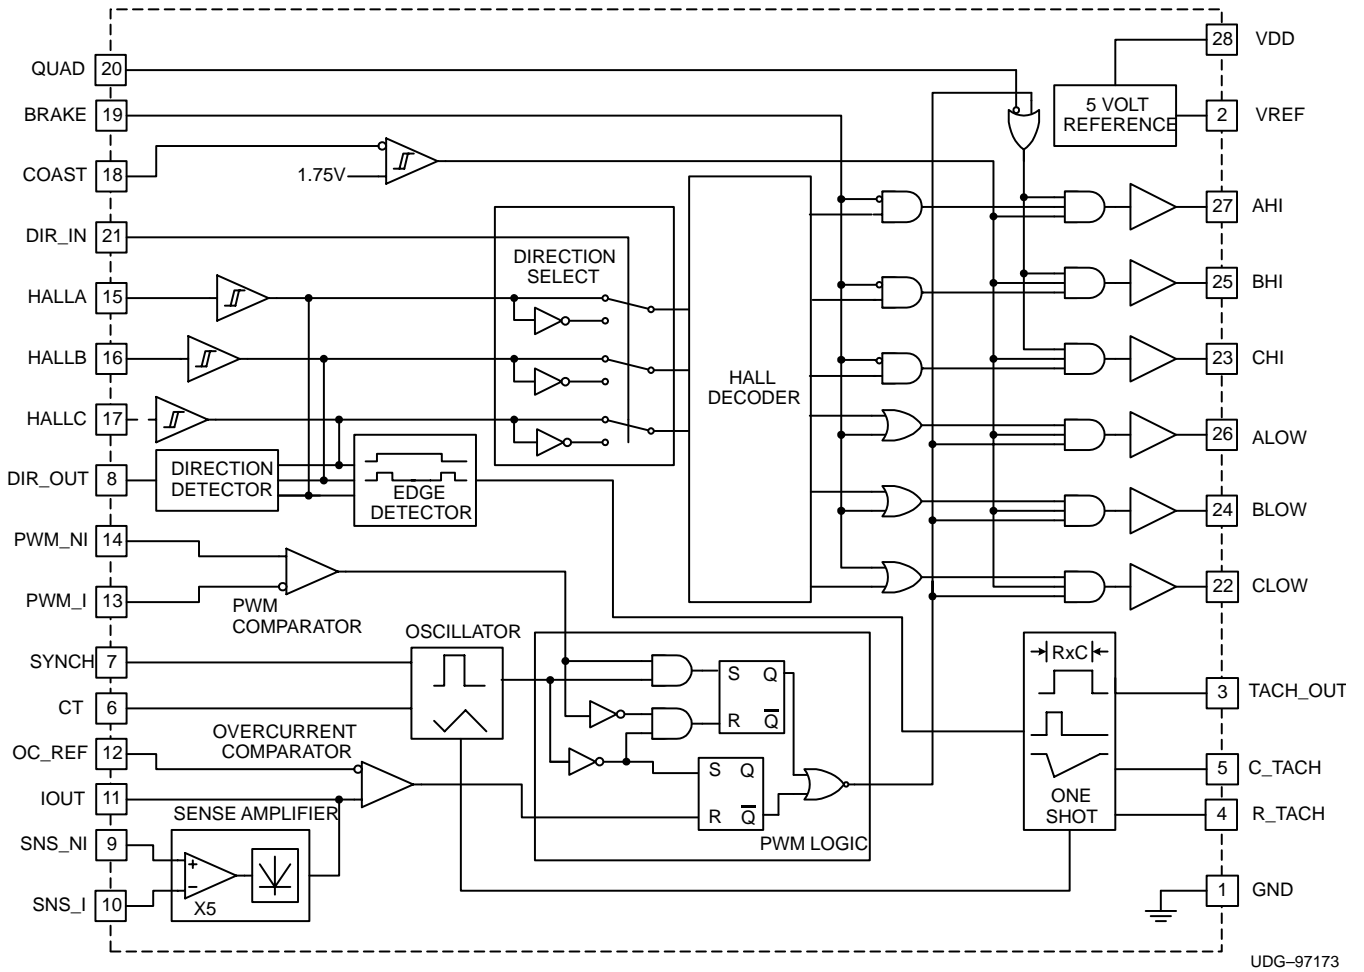 QUAD 20
BRAKE 19
COAST 18
DIR_IN 21
HALLA 15
HALLB 16
HALLC 17
DIR_OUT 8
PWM_NI 14
PWM_I 13
SYNCH 7
CT 6
OC_REF 12
IOUT 11
SNS_NI 9
SNS_I 10
1.75V
DIRECTION
SELECT
DIRECTION
DETECTOR
EDGE
DETECTOR
PWM
COMPARATOR
OSCILLATOR
OVERCURRENT
COMPARATOR
SENSE AMPLIFIER
+
–
X5
HALL
DECODER
S Q
R Q̅
S Q
R Q̅
PWM LOGIC
5 VOLT
REFERENCE
RxC
ONE
SHOT
28 VDD
2 VREF
27 AHI
25 BHI
23 CHI
26 ALOW
24 BLOW
22 CLOW
3 TACH_OUT
5 C_TACH
4 R_TACH
1 GND
UDG–97173